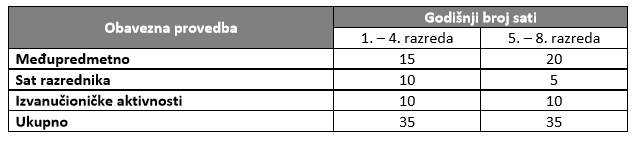 Obavezna provedba Godišnji broj sati
1. – 4. razreda 5. – 8. razreda
Međupredmetno 15 20
Sat razrednika 10 5
Izvanučioničke aktivnosti 10 10
Ukupno 35 35